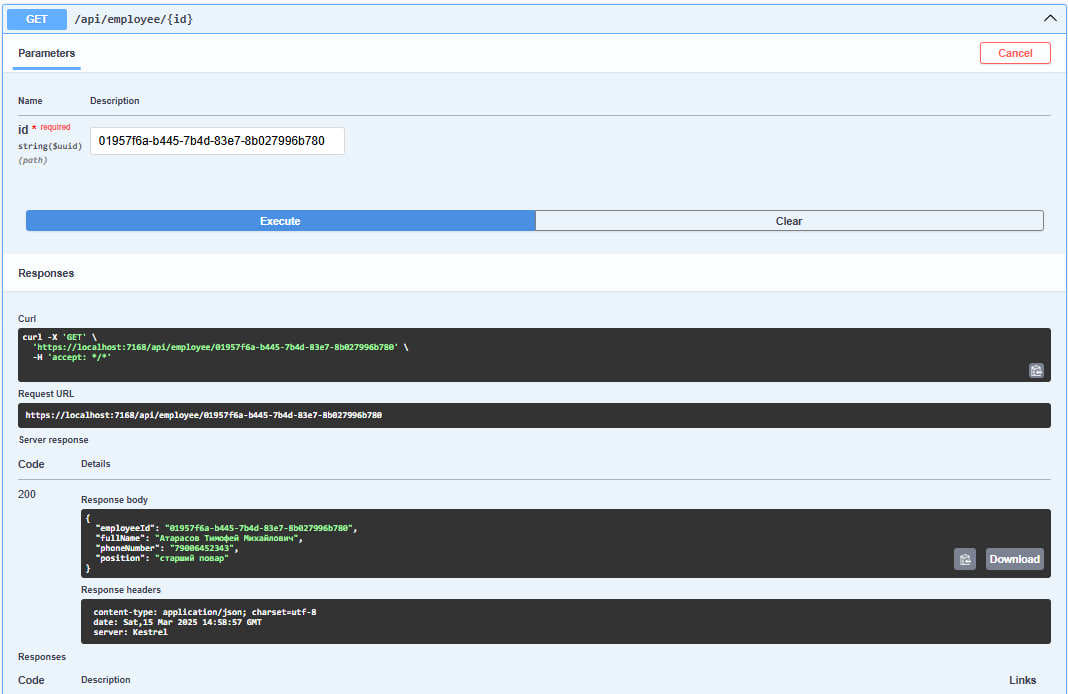 GET /api/employee/{id}
Parameters
Cancel
Name Description
id * required
string($uuid)
(path)
01957f6a-b445-7b4d-83e7-8b027996b780
Execute Clear
Responses
Curl
curl -X 'GET' \
'https://localhost:7168/api/employee/01957f6a-b445-7b4d-83e7-8b027996b780' \
-H 'accept: */*'
Request URL
https://localhost:7168/api/employee/01957f6a-b445-7b4d-83e7-8b027996b780
Server response
Code Details
200
Response body
{
"employeeId": "01957f6a-b445-7b4d-83e7-8b027996b780",
"fullName": "Атарасов Тимофей Михайлович",
"phoneNumber": "79006452343",
"position": "старший повар"
}
Download
Response headers
content-type: application/json; charset=utf-8
date: Sat,15 Mar 2025 14:58:57 GMT
server: Kestrel
Responses
Code Description Links